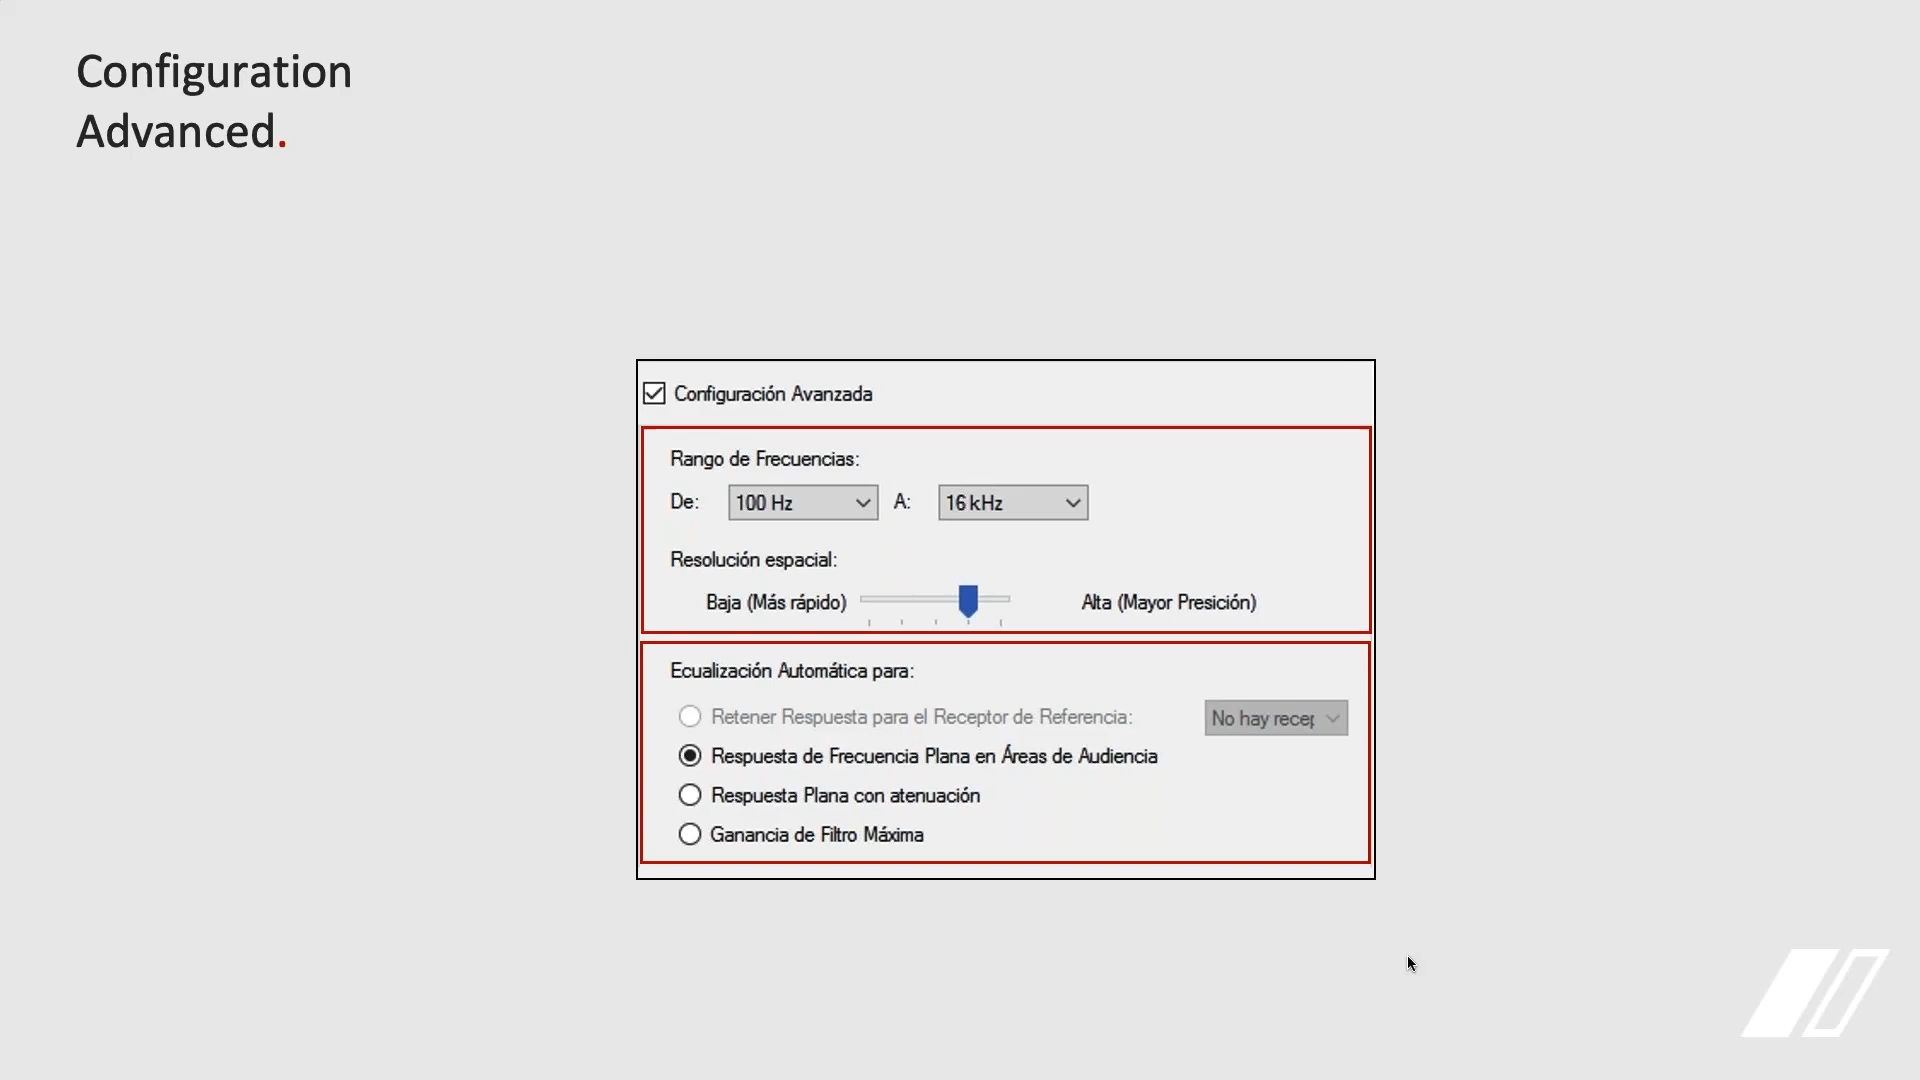 Configuration
Advanced.
Configuración Avanzada
Rango de Frecuencias:
De: 100 Hz A: 16 kHz
Resolución espacial:
Baja (Más rápido) Alta (Mayor Presición)
Ecualización Automática para:
Retener Respuesta para el Receptor de Referencia: No hay recep
Respuesta de Frecuencia Plana en Áreas de Audiencia
Respuesta Plana con atenuación
Ganancia de Filtro Máxima